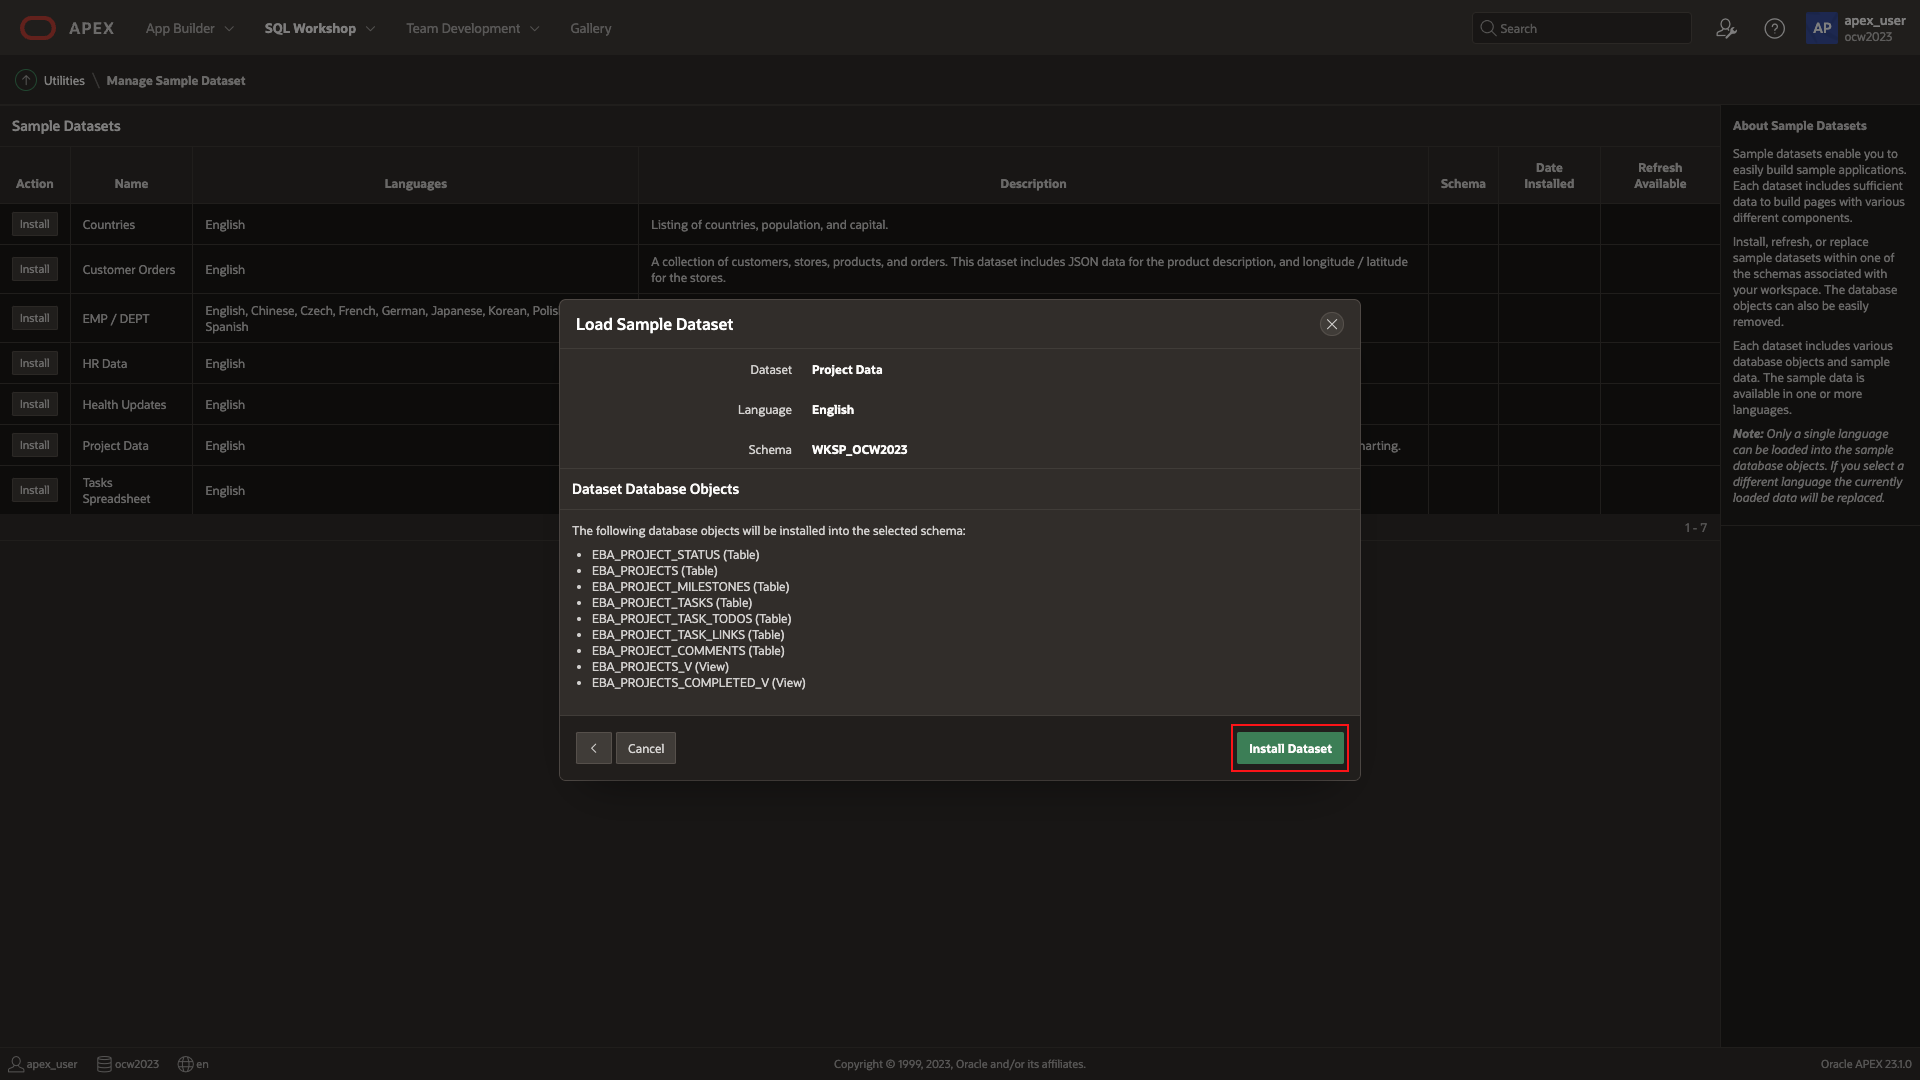 APEX
App Builder
SQL Workshop
Team Development
Gallery
Search
AP
apex_user
ocw2023
Utilities \ Manage Sample Dataset
Sample Datasets
Action Name Languages Description Schema Date Installed Refresh Available
Install Countries English Listing of countries, population, and capital.
Install Customer Orders English A collection of customers, stores, products, and orders. This dataset includes JSON data for the product description, and longitude / latitude
for the stores.
Install EMP / DEPT English, Chinese, Czech, French, German, Japanese, Korean, Polis
Spanish
Install HR Data English
Install Health Updates English
Install Project Data English harting.
Install Tasks
Spreadsheet English
1 - 7
About Sample Datasets
Sample datasets enable you to
easily build sample applications.
Each dataset includes sufficient
data to build pages with various
different components.
Install, refresh, or replace
sample datasets within one of
the schemas associated with
your workspace. The database
objects can also be easily
removed.
Each dataset includes various
database objects and sample
data. The sample data is
available in one or more
languages.
Note: Only a single language
can be loaded into the sample
database objects. If you select a
different language the currently
loaded data will be replaced.
Load Sample Dataset
Dataset Project Data
Language English
Schema WKSP_OCW2023
Dataset Database Objects
The following database objects will be installed into the selected schema:
• EBA_PROJECT_STATUS (Table)
• EBA_PROJECTS (Table)
• EBA_PROJECT_MILESTONES (Table)
• EBA_PROJECT_TASKS (Table)
• EBA_PROJECT_TASK_TODOS (Table)
• EBA_PROJECT_TASK_LINKS (Table)
• EBA_PROJECT_COMMENTS (Table)
• EBA_PROJECTS_V (View)
• EBA_PROJECTS_COMPLETED_V (View)
Cancel
Install Dataset
apex_user ocw2023 en
Copyright © 1999, 2023, Oracle and/or its affiliates.
Oracle APEX 23.1.0